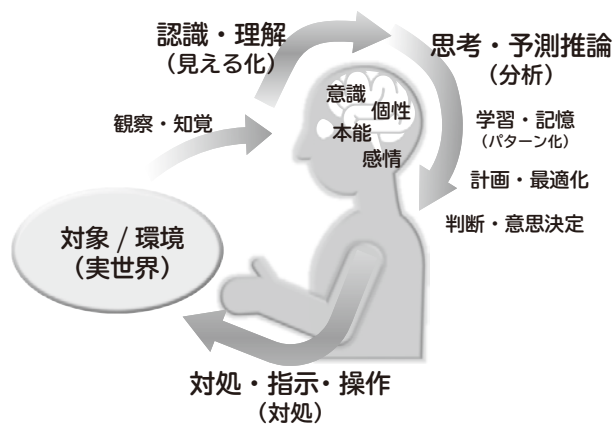 認識・理解
（見える化）
思考・予測推論
（分析）
意識
個性
本能
感情
観察・知覚
学習・記憶
（パターン化）
計画・最適化
判断・意思決定
対象 / 環境
（実世界）
対処・指示・操作
（対処）